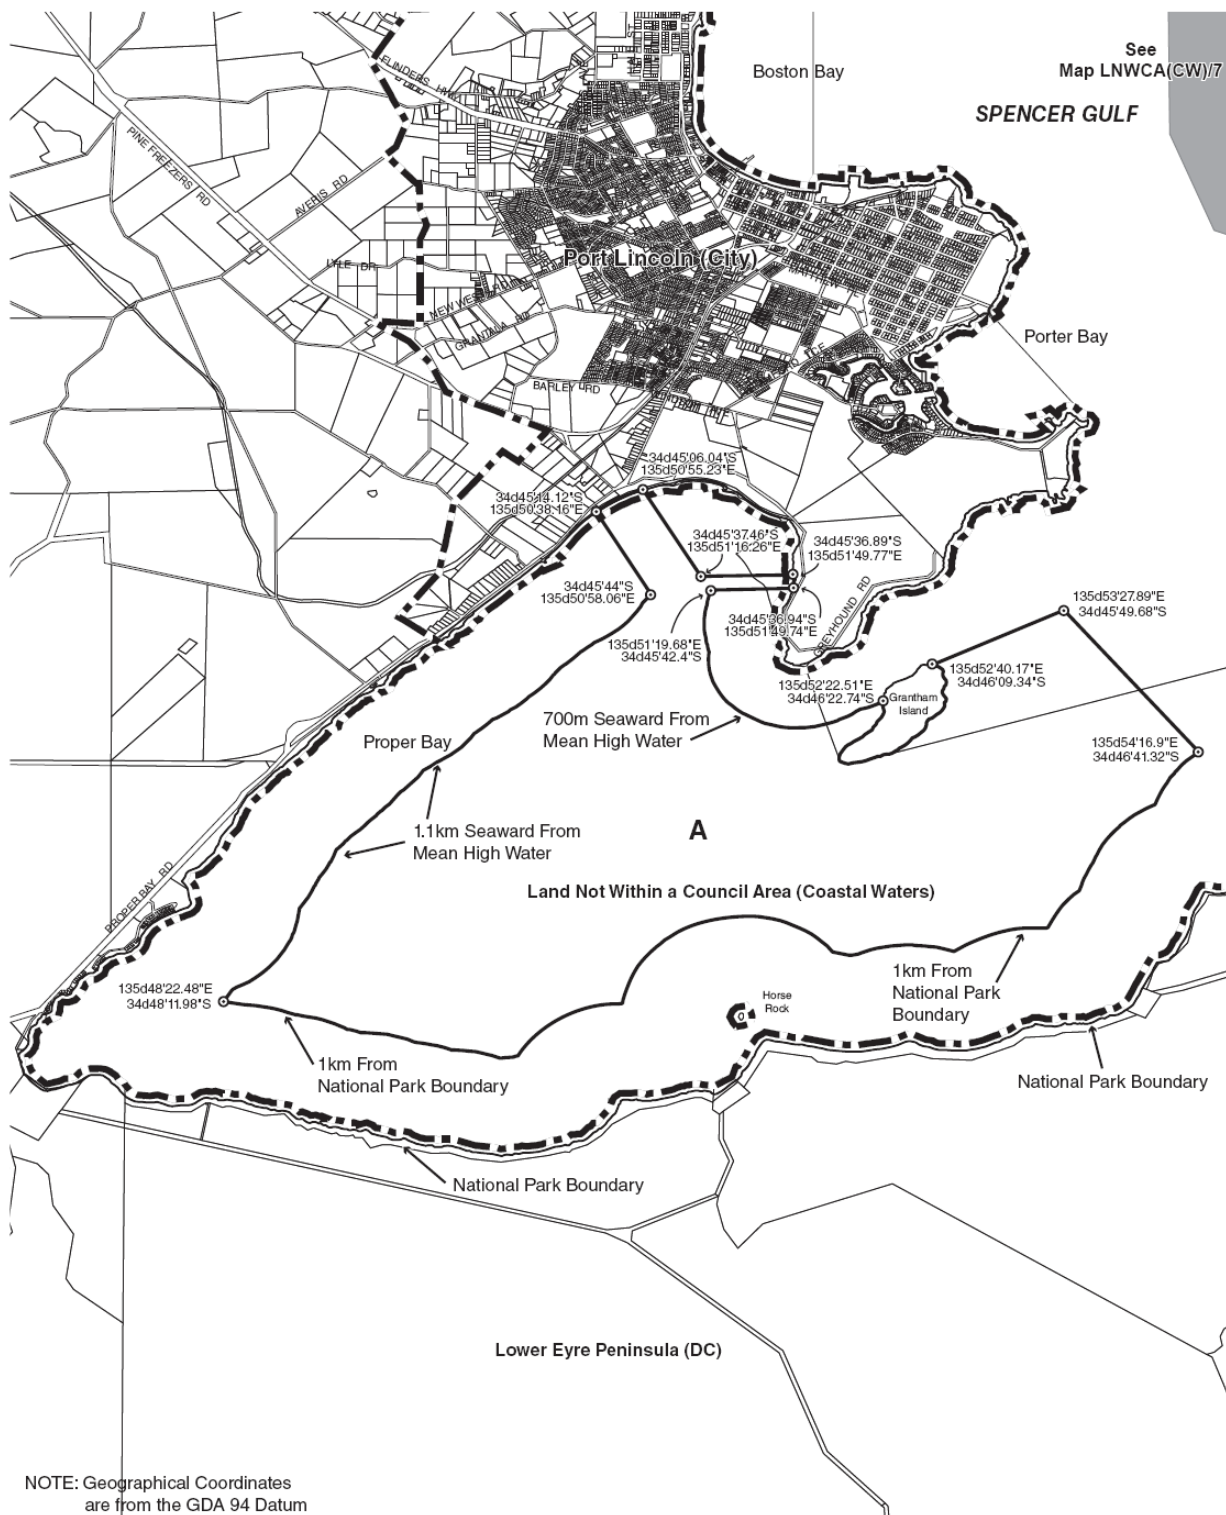 Boston Bay
See
Map LNWCA(CW)/7
SPENCER GULF
FLINDERS HWY
PINE FREEZERS RD
AVERIS RD
LYLE DR
Port Lincoln (City)
NEW WEST RD
GRANTALA RD
Porter Bay
BARLEY RD
34d45'06.04"S
135d50'55.23"E
34d45'14.12"S
135d50'38.16"E
34d45'37.46"S
135d51'16.26"E
34d45'36.89"S
135d51'49.77"E
34d45'44"S
135d50'58.06"E
GREYHOUND RD
135d53'27.89"E
34d45'49.68"S
34d45'36.94"S
135d51'49.74"E
135d51'19.68"E
34d45'42.4"S
135d52'40.17"E
34d46'09.34"S
135d52'22.51"E
34d46'22.74"S
Grantham
Island
700m Seaward From
Mean High Water
Proper Bay
135d54'16.9"E
34d46'41.32"S
1.1km Seaward From
Mean High Water
A
PROPER BAY RD
Land Not Within a Council Area (Coastal Waters)
1km From
National Park
Boundary
135d48'22.48"E
34d48'11.98"S
Horse
Rock
1km From
National Park Boundary
National Park Boundary
National Park Boundary
Lower Eyre Peninsula (DC)
NOTE: Geographical Coordinates
are from the GDA 94 Datum